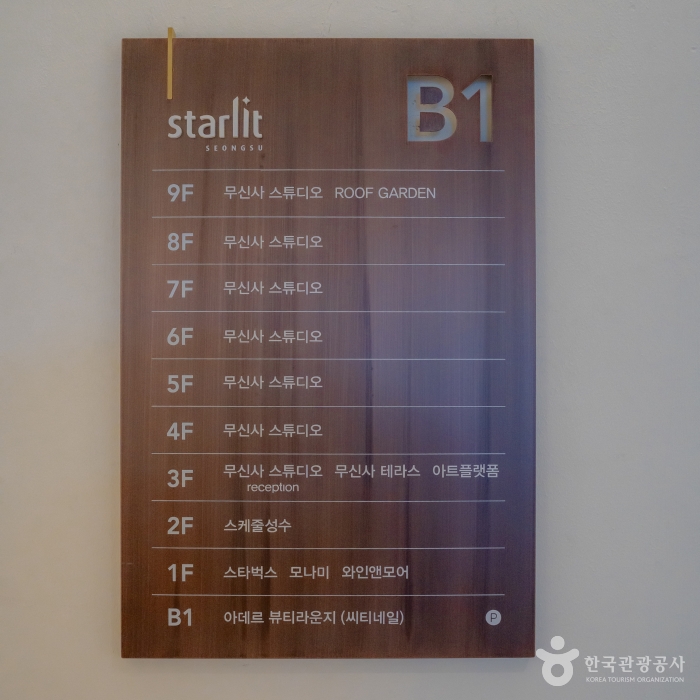 starlit
SEONGSU
B1
9F 무신사 스튜디오 ROOF GARDEN
8F 무신사 스튜디오
7F 무신사 스튜디오
6F 무신사 스튜디오
5F 무신사 스튜디오
4F 무신사 스튜디오
3F 무신사 스튜디오 무신사 테라스 아트플랫폼
reception
2F 스케줄성수
1F 스타벅스 모나미 와인앤모어
B1 아데르 뷰티라운지 (씨티네일) P
한국관광공사
KOREA TOURISM ORGANIZATION